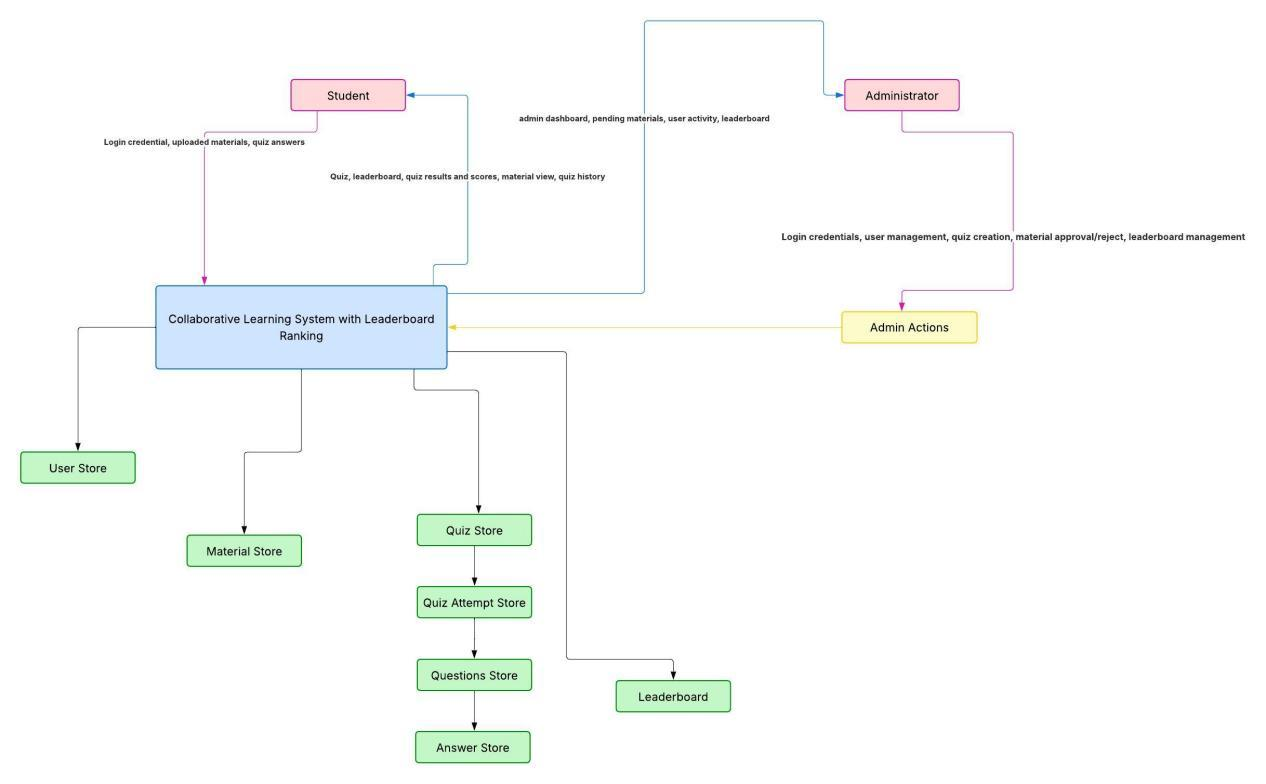 Student
Administrator
admin dashboard, pending materials, user activity, leaderboard
Login credential, uploaded materials, quiz answers
Quiz, leaderboard, quiz results and scores, material view, quiz history
Login credentials, user management, quiz creation, material approval/reject, leaderboard management
Collaborative Learning System with Leaderboard
Ranking
Admin Actions
User Store
Material Store
Quiz Store
Quiz Attempt Store
Questions Store
Leaderboard
Answer Store